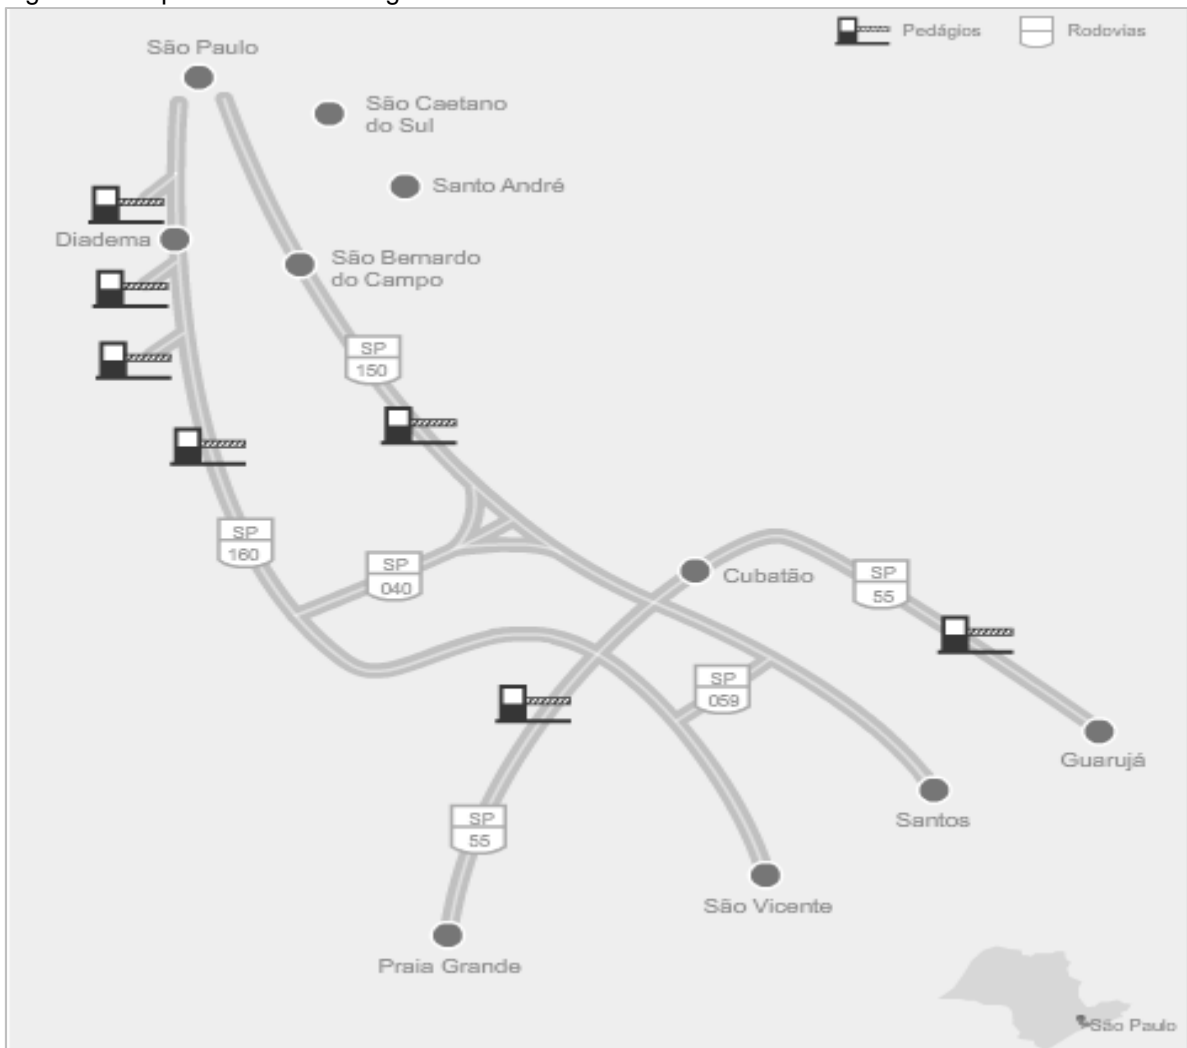 Pedágios
Rodovias
São Paulo
São Caetano
do Sul
Santo André
Diadema
São Bernardo
do Campo
SP
150
SP
160
SP
040
Cubatão
SP
55
SP
059
Guarujá
Santos
SP
55
São Vicente
Praia Grande
São Paulo